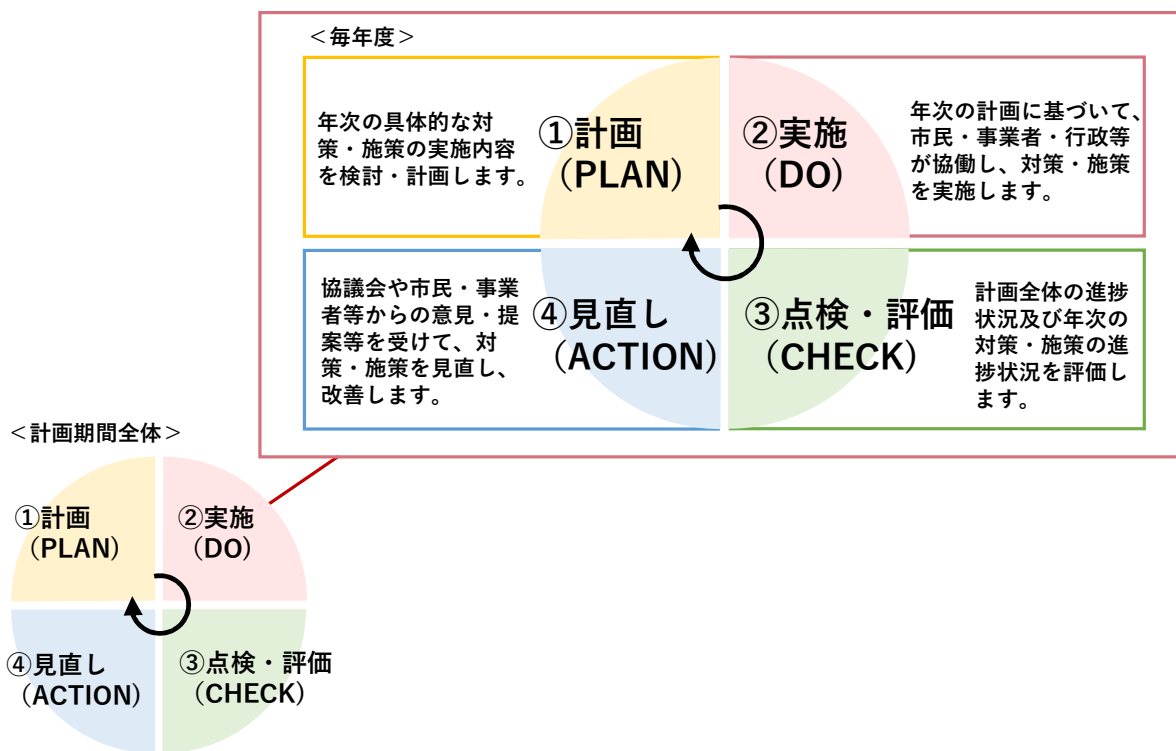 ＜毎年度＞
年次の具体的な対
策・施策の実施内容
を検討・計画します。
①計画
（PLAN）
②実施
（DO）
年次の計画に基づいて、
市民・事業者・行政等
が協働し、対策・施策
を実施します。
協議会や市民・事業
者等からの意見・提
案等を受けて、対
策・施策を見直し、
改善します。
④見直し
（ACTION）
③点検・評価
（CHECK）
計画全体の進捗
状況及び年次の
対策・施策の進
捗状況を評価し
ます。
＜計画期間全体＞
①計画
（PLAN）
②実施
（DO）
④見直し
（ACTION）
③点検・評価
（CHECK）